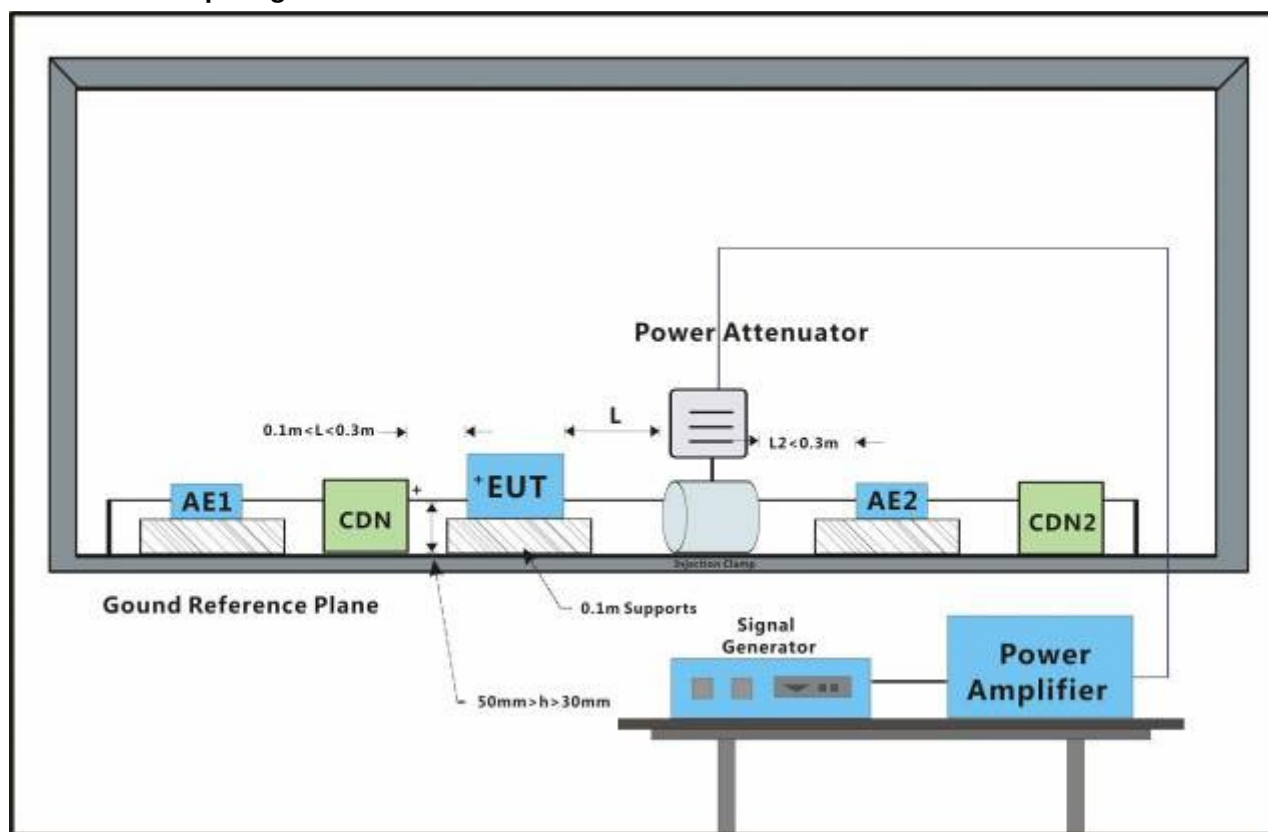 Power Attenuator
L
0.1m<L<0.3m
L2<0.3m
AE1
CDN
+
+EUT
AE2
CDN2
Injection Clamp
Gound Reference Plane
0.1m Supports
50mm>h>30mm
Signal
Generator
Power
Amplifier